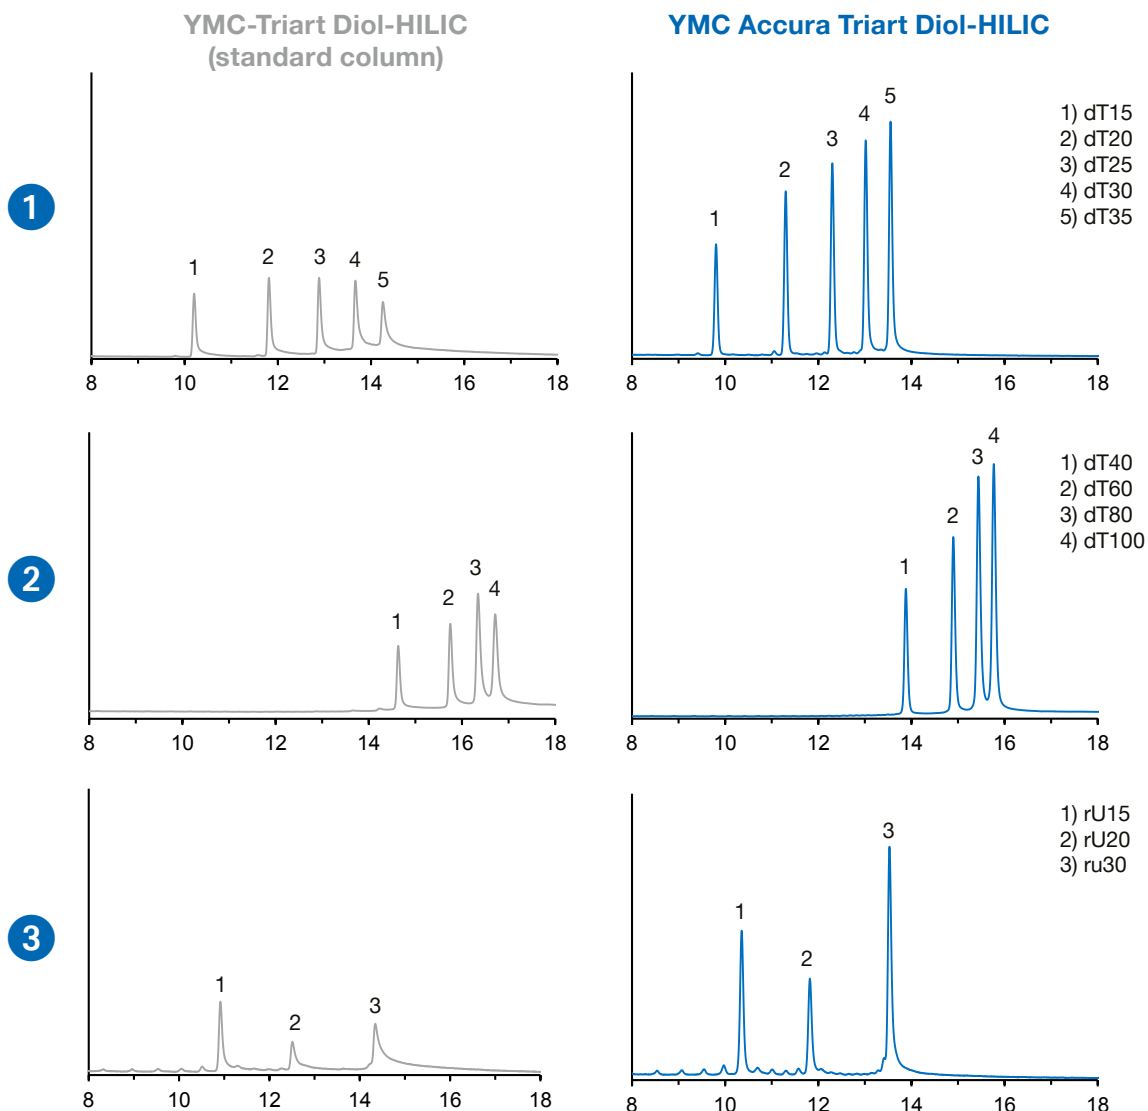 YMC-Triart Diol-HILIC
(standard column)
YMC Accura Triart Diol-HILIC
1
1
2
3
4
5
8 10 12 14 16 18
1
2
3
4
5
8 10 12 14 16 18
1) dT15
2) dT20
3) dT25
4) dT30
5) dT35
2
1
2
3
4
8 10 12 14 16 18
1
2
3
4
8 10 12 14 16 18
1) dT40
2) dT60
3) dT80
4) dT100
3
1
2
3
8 10 12 14 16 18
1
2
3
8 10 12 14 16 18
1) rU15
2) rU20
3) ru30